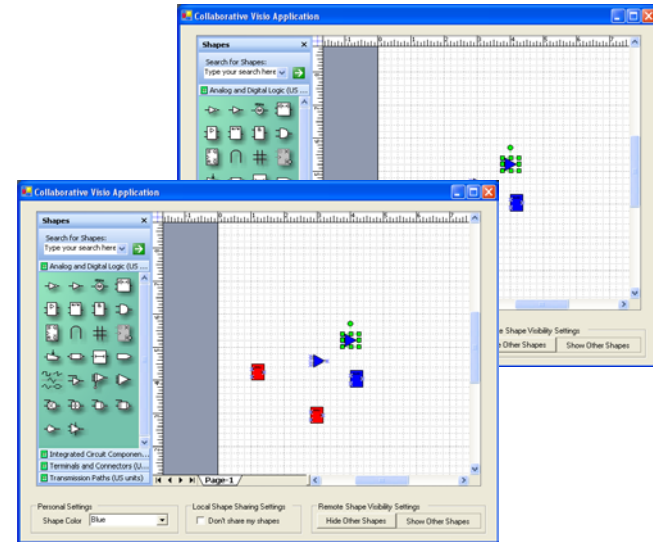 Collaborative Visio Application
Shapes
Search for Shapes:
Type your search here
Analog and Digital Logic (US ...
e Shape Visibility Settings
e Other Shapes
Show Other Shapes
Collaborative Visio Application
Shapes
Search for Shapes:
Type your search here
Analog and Digital Logic (US ...
Integrated Circuit Componen...
Terminals and Connectors (U...
Transmission Paths (US units)
Page-1
Personal Settings
Shape Color
Blue
Local Shape Sharing Settings
Don't share my shapes
Remote Shape Visibility Settings
Hide Other Shapes
Show Other Shapes